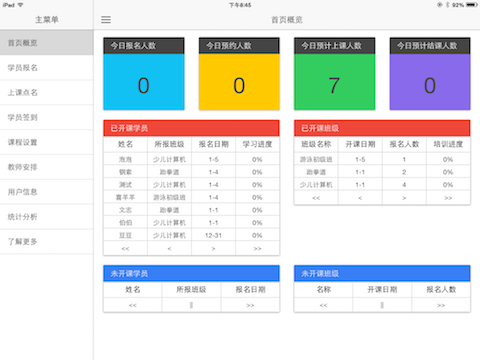 iPad 下午6:45 92%
主菜单 首页概览
首页概览
学员报名
上课点名
学员签到
课程设置
教师安排
用户信息
统计分析
了解更多
今日报名人数 今日预约人数 今日预计上课人数 今日预计结课人数
0 0 7 0
已开课学员
姓名 所报班级 报名日期 学习进度
泡泡 少儿计算机 1-5 0%
钢索 跆拳道 1-4 0%
测试 少儿计算机 1-4 0%
喜羊羊 游泳初级班 1-4 0%
文志 跆拳道 1-1 0%
伯伯 少儿计算机 1-1 0%
豆豆 少儿计算机 12-31 0%
<< < > >>
已开课班级
班级名称 开课日期 报名人数 培训进度
游泳初级班 1-5 1 0%
跆拳道 1-1 2 0%
少儿计算机 1-1 4 0%
<< < > >>
未开课学员
姓名 所报班级 报名日期
<< || >>
未开课班级
名称 开课日期 报名人数
<< || >>